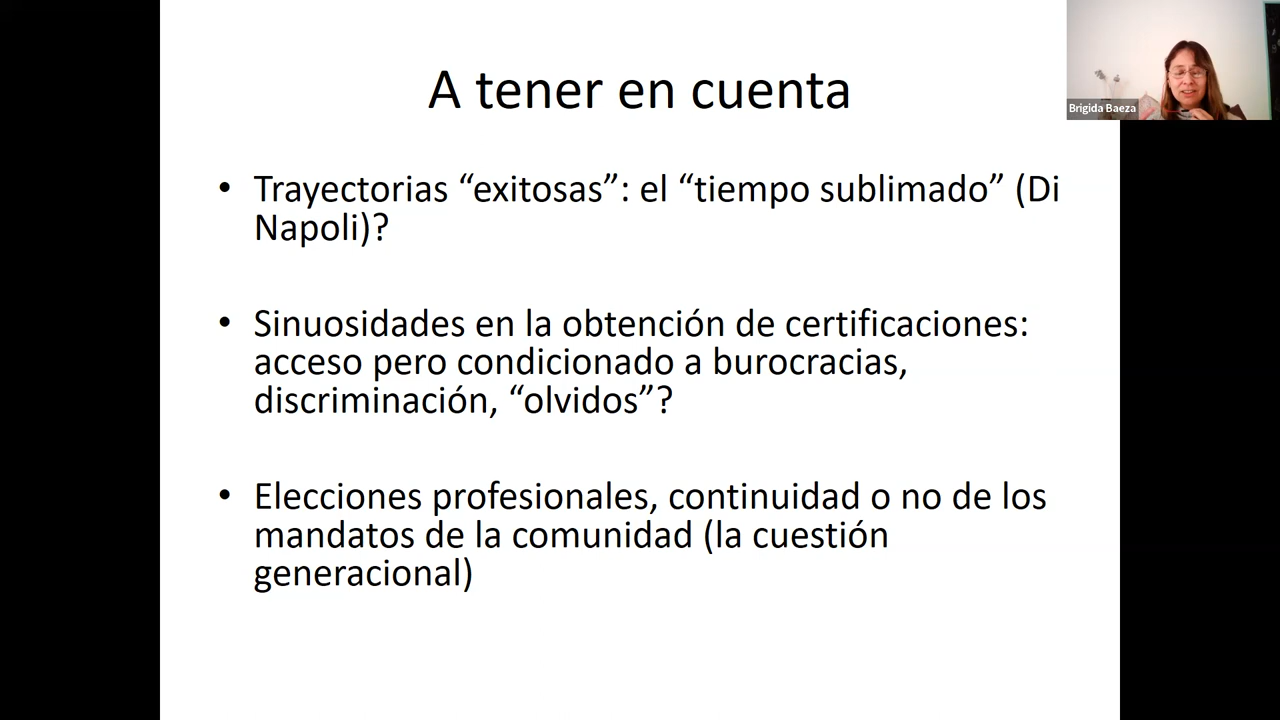 A tener en cuenta
Brigida Baeza
• Trayectorias “exitosas”: el “tiempo sublimado” (Di
Napoli)?
• Sinuosidades en la obtención de certificaciones:
acceso pero condicionado a burocracias,
discriminación, “olvidos”?
• Elecciones profesionales, continuidad o no de los
mandatos de la comunidad (la cuestión
generacional)